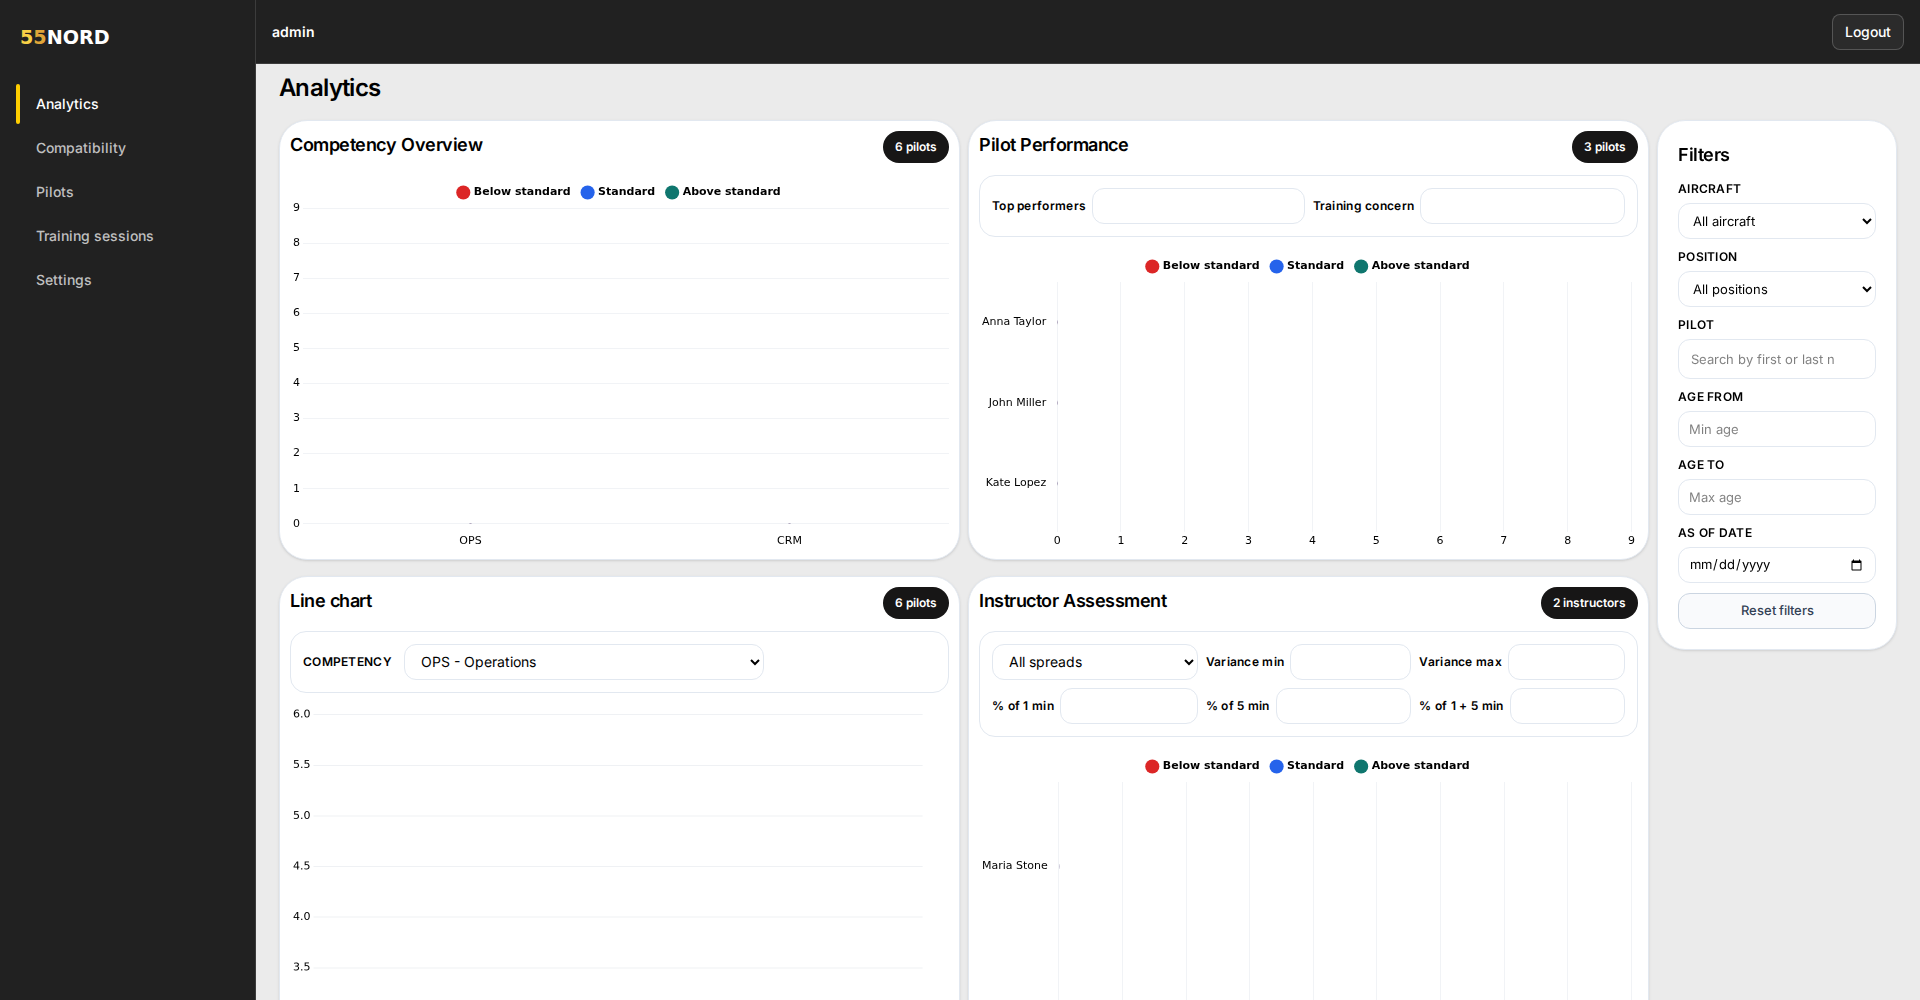 55NORD
Analytics
Compatibility
Pilots
Training sessions
Settings
admin
Logout
Analytics
Competency Overview
6 pilots
Below standard
Standard
Above standard
9
8
7
6
5
4
3
2
1
0
OPS
CRM
Pilot Performance
3 pilots
Top performers
Training concern
Below standard
Standard
Above standard
Anna Taylor
John Miller
Kate Lopez
0
1
2
3
4
5
6
7
8
9
Line chart
6 pilots
COMPETENCY
OPS - Operations
6.0
5.5
5.0
4.5
4.0
3.5
Instructor Assessment
2 instructors
All spreads
Variance min
Variance max
% of 1 min
% of 5 min
% of 1 + 5 min
Below standard
Standard
Above standard
Maria Stone
Filters
AIRCRAFT
All aircraft
POSITION
All positions
PILOT
Search by first or last n
AGE FROM
Min age
AGE TO
Max age
AS OF DATE
mm/dd/yyyy
Reset filters